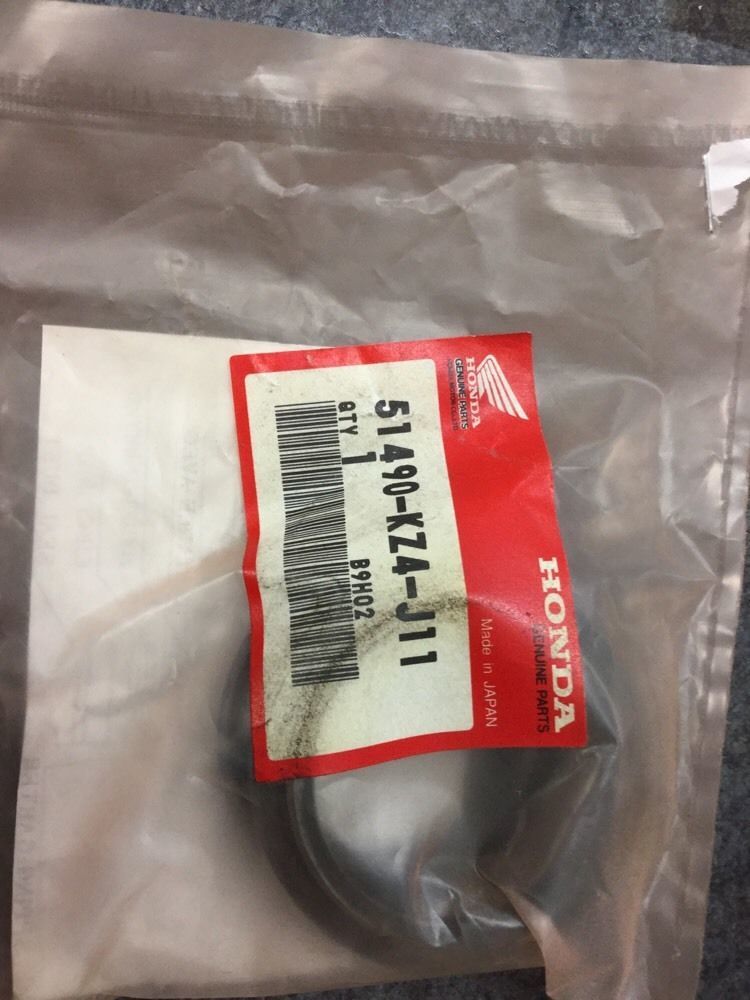 HONDA
GENUINE PARTS
HONDA
GENUINE PARTS
Made in JAPAN
51490-KZ4-J11
QTY 1
B9H02